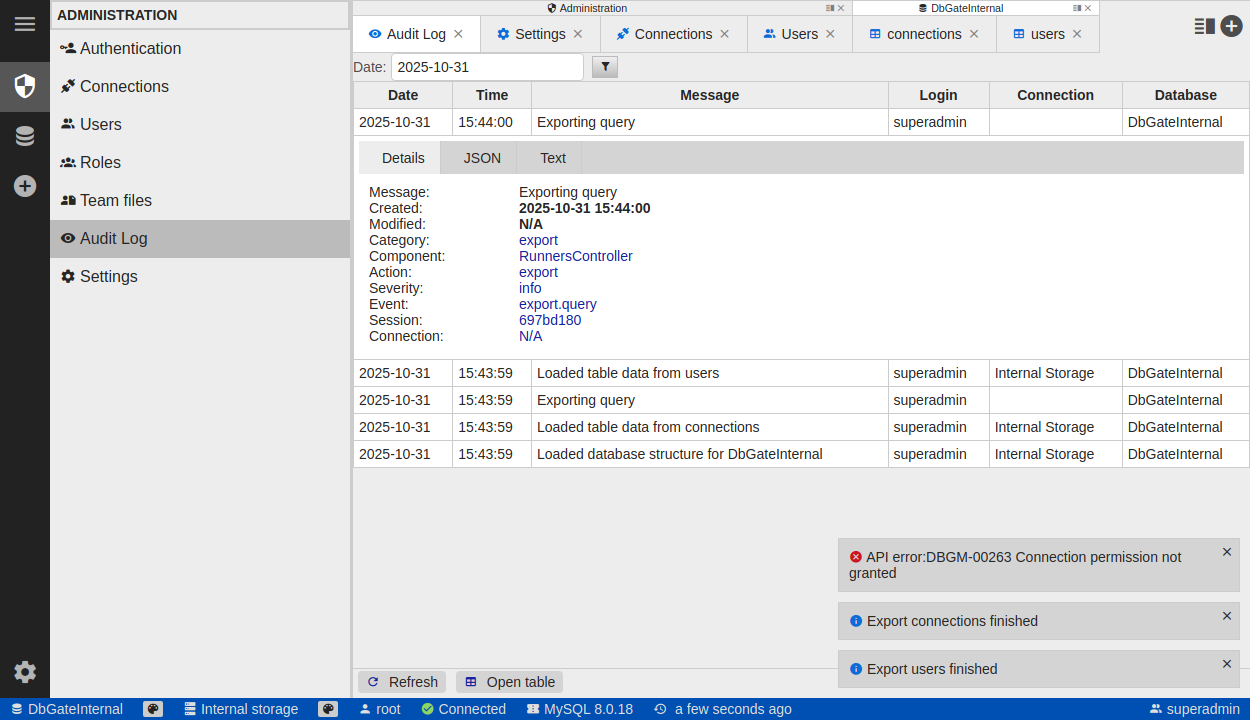 ADMINISTRATION
Authentication
Connections
Users
Roles
Team files
Audit Log
Settings
Administration
DbGateInternal
Audit Log
Settings
Connections
Users
connections
users
Date: 2025-10-31
Date Time Message Login Connection Database
2025-10-31 15:44:00 Exporting query superadmin DbGateInternal
Details JSON Text
Message: Exporting query
Created: 2025-10-31 15:44:00
Modified: N/A
Category: export
Component: RunnersController
Action: export
Severity: info
Event: export.query
Session: 697bd180
Connection: N/A
2025-10-31 15:43:59 Loaded table data from users superadmin Internal Storage DbGateInternal
2025-10-31 15:43:59 Exporting query superadmin DbGateInternal
2025-10-31 15:43:59 Loaded table data from connections superadmin Internal Storage DbGateInternal
2025-10-31 15:43:59 Loaded database structure for DbGateInternal superadmin Internal Storage DbGateInternal
API error:DBGM-00263 Connection permission not
granted
Export connections finished
Export users finished
Refresh Open table
DbGateInternal Internal storage root Connected MySQL 8.0.18 a few seconds ago superadmin